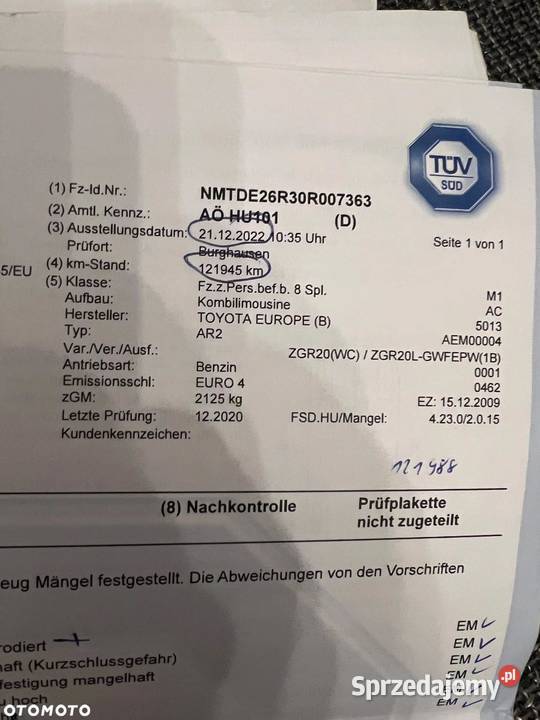 TÜV
SÜD
(1) Fz-Id.Nr.: NMTDE26R30R007363
(2) Amtl. Kennz.: AÖ HU101 (D)
(3) Ausstellungsdatum: 21.12.2022 10:35 Uhr Seite 1 von 1
Prüfort: Burghausen
5/EU (4) km-Stand: 121945 km
(5) Klasse: Fz.z.Pers.bef.b. 8 Spl. M1
Aufbau: Kombilimousine AC
Hersteller: TOYOTA EUROPE (B) 5013
Typ: AR2 AEM00004
Var./Ver./Ausf.: ZGR20(WC) / ZGR20L-GWFEPW(1B)
Antriebsart: Benzin 0001
Emissionsschl: EURO 4 0462
zGM: 2125 kg EZ: 15.12.2009
Letzte Prüfung: 12.2020 FSD.HU/Mangel: 4.23.0/2.0.15
Kundenkennzeichen:
121988
(8) Nachkontrolle Prüfplakette
nicht zugeteilt
eug Mängel festgestellt. Die Abweichungen von den Vorschriften
EM
rodiert EM
haft (Kurzschlussgefahr) EM
festigung mangelhaft EM
u hoch EM
EM
Sprzedajemy.pl
OTOMOTO